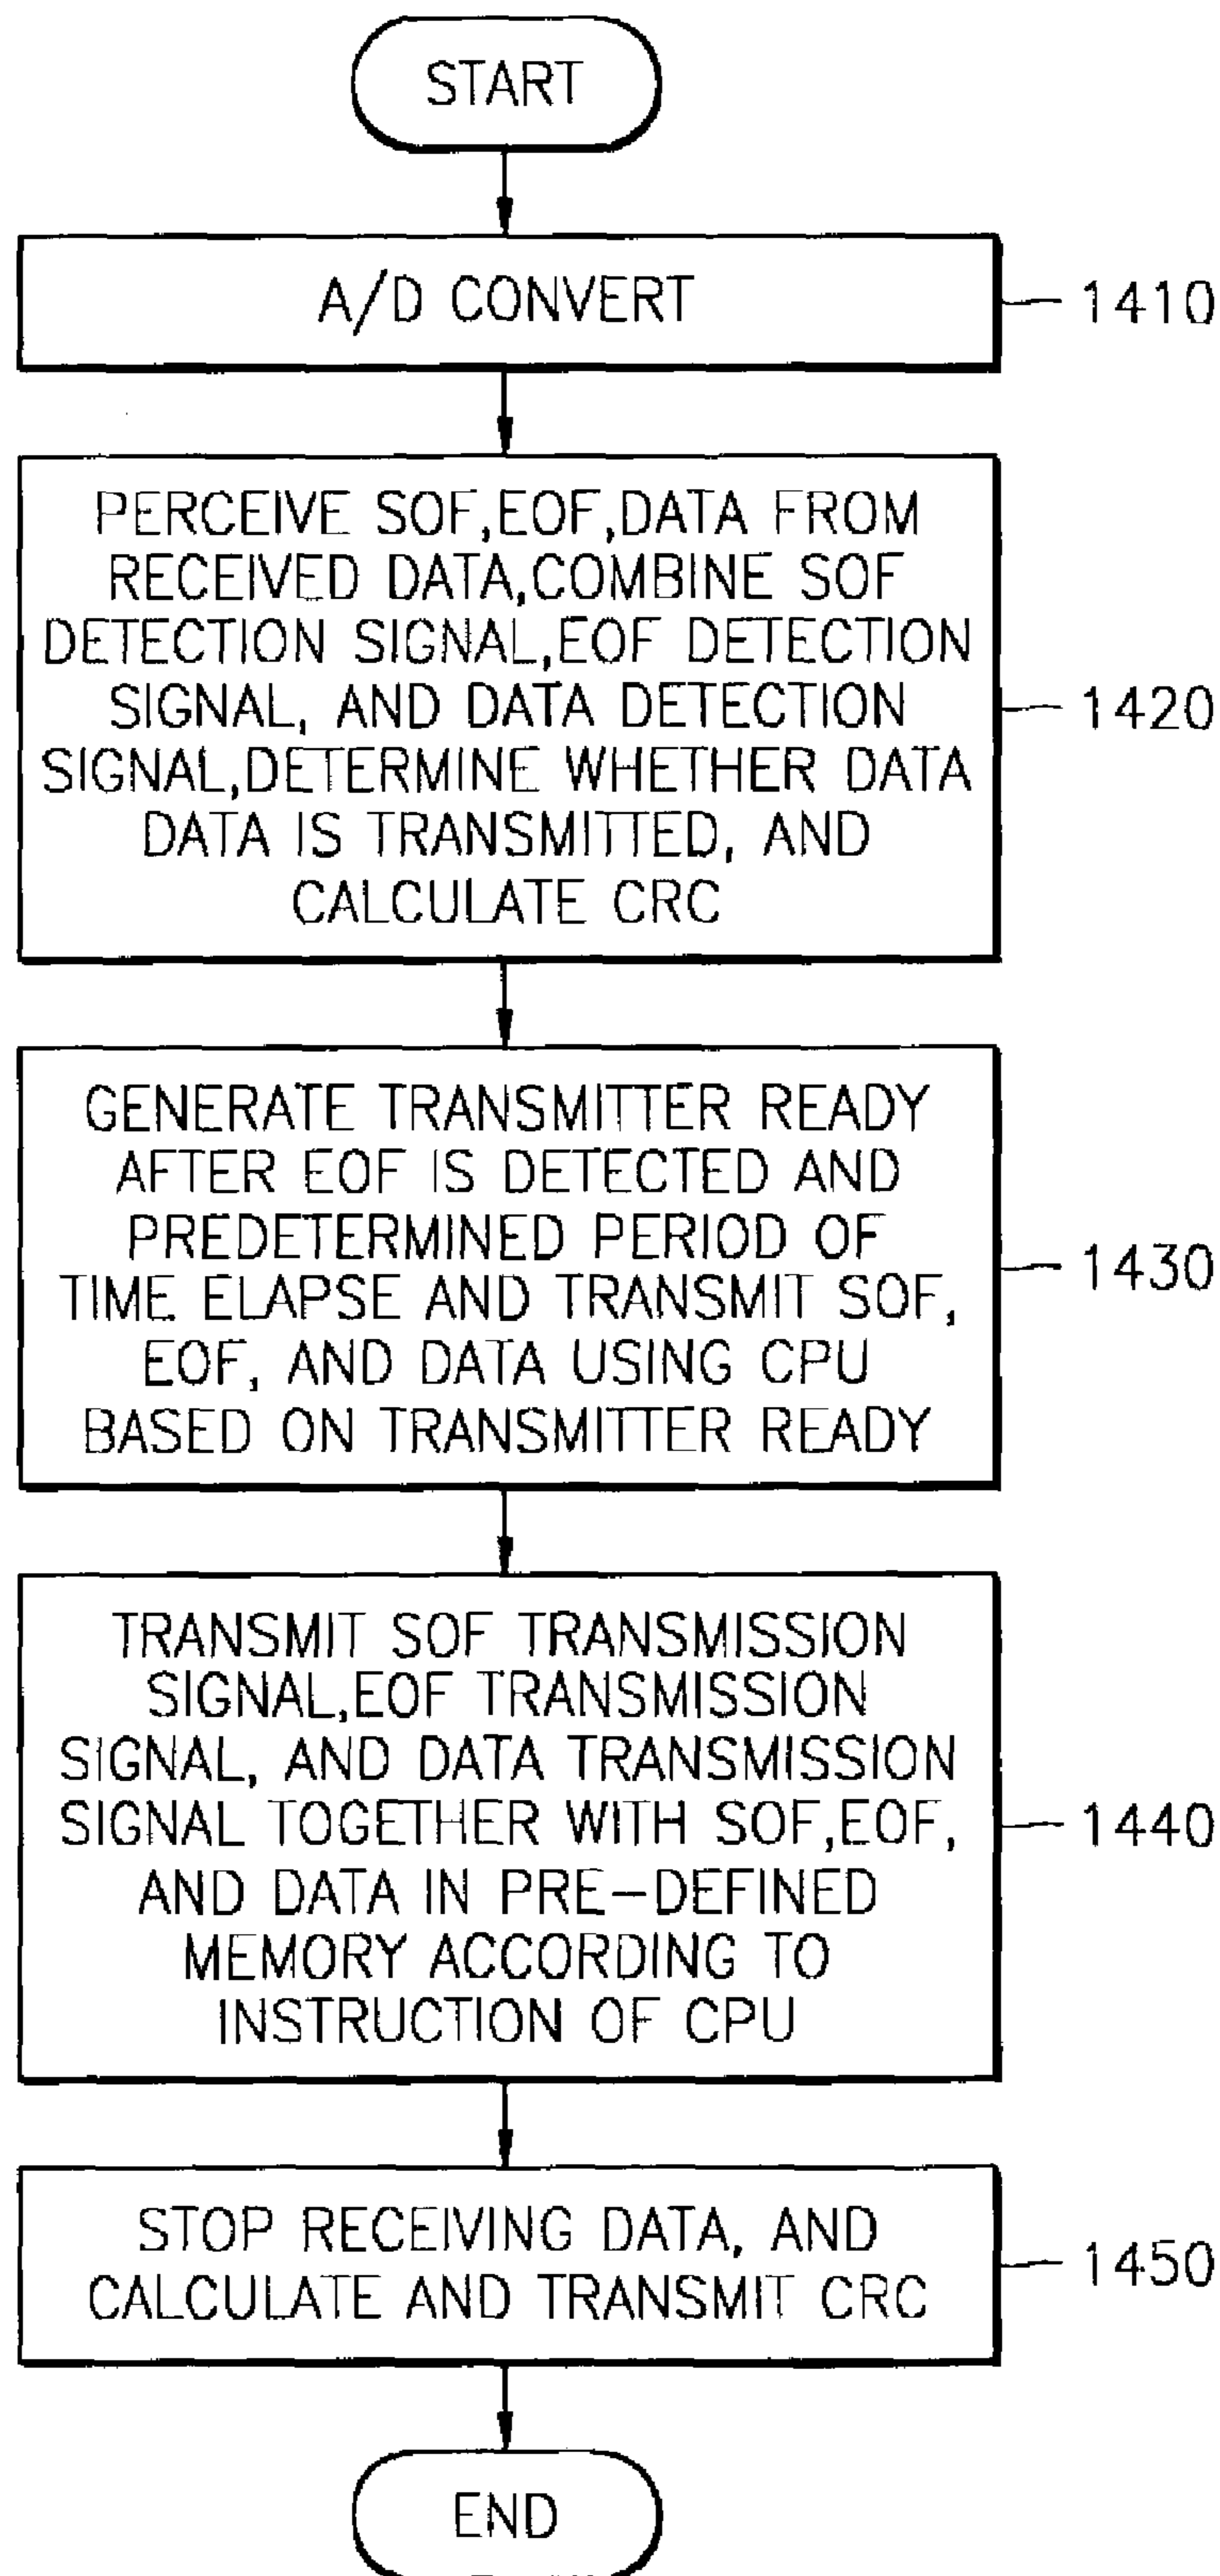 START
A/D CONVERT
1410
PERCEIVE SOF,EOF,DATA FROM
RECEIVED DATA,COMBINE SOF
DETECTION SIGNAL,EOF DETECTION
SIGNAL, AND DATA DETECTION
SIGNAL,DETERMINE WHETHER DATA
DATA IS TRANSMITTED, AND
CALCULATE CRC
1420
GENERATE TRANSMITTER READY
AFTER EOF IS DETECTED AND
PREDETERMINED PERIOD OF
TIME ELAPSE AND TRANSMIT SOF,
EOF, AND DATA USING CPU
BASED ON TRANSMITTER READY
1430
TRANSMIT SOF TRANSMISSION
SIGNAL,EOF TRANSMISSION
SIGNAL, AND DATA TRANSMISSION
SIGNAL TOGETHER WITH SOF,EOF,
AND DATA IN PRE-DEFINED
MEMORY ACCORDING TO
INSTRUCTION OF CPU
1440
STOP RECEIVING DATA, AND
CALCULATE AND TRANSMIT CRC
1450
END